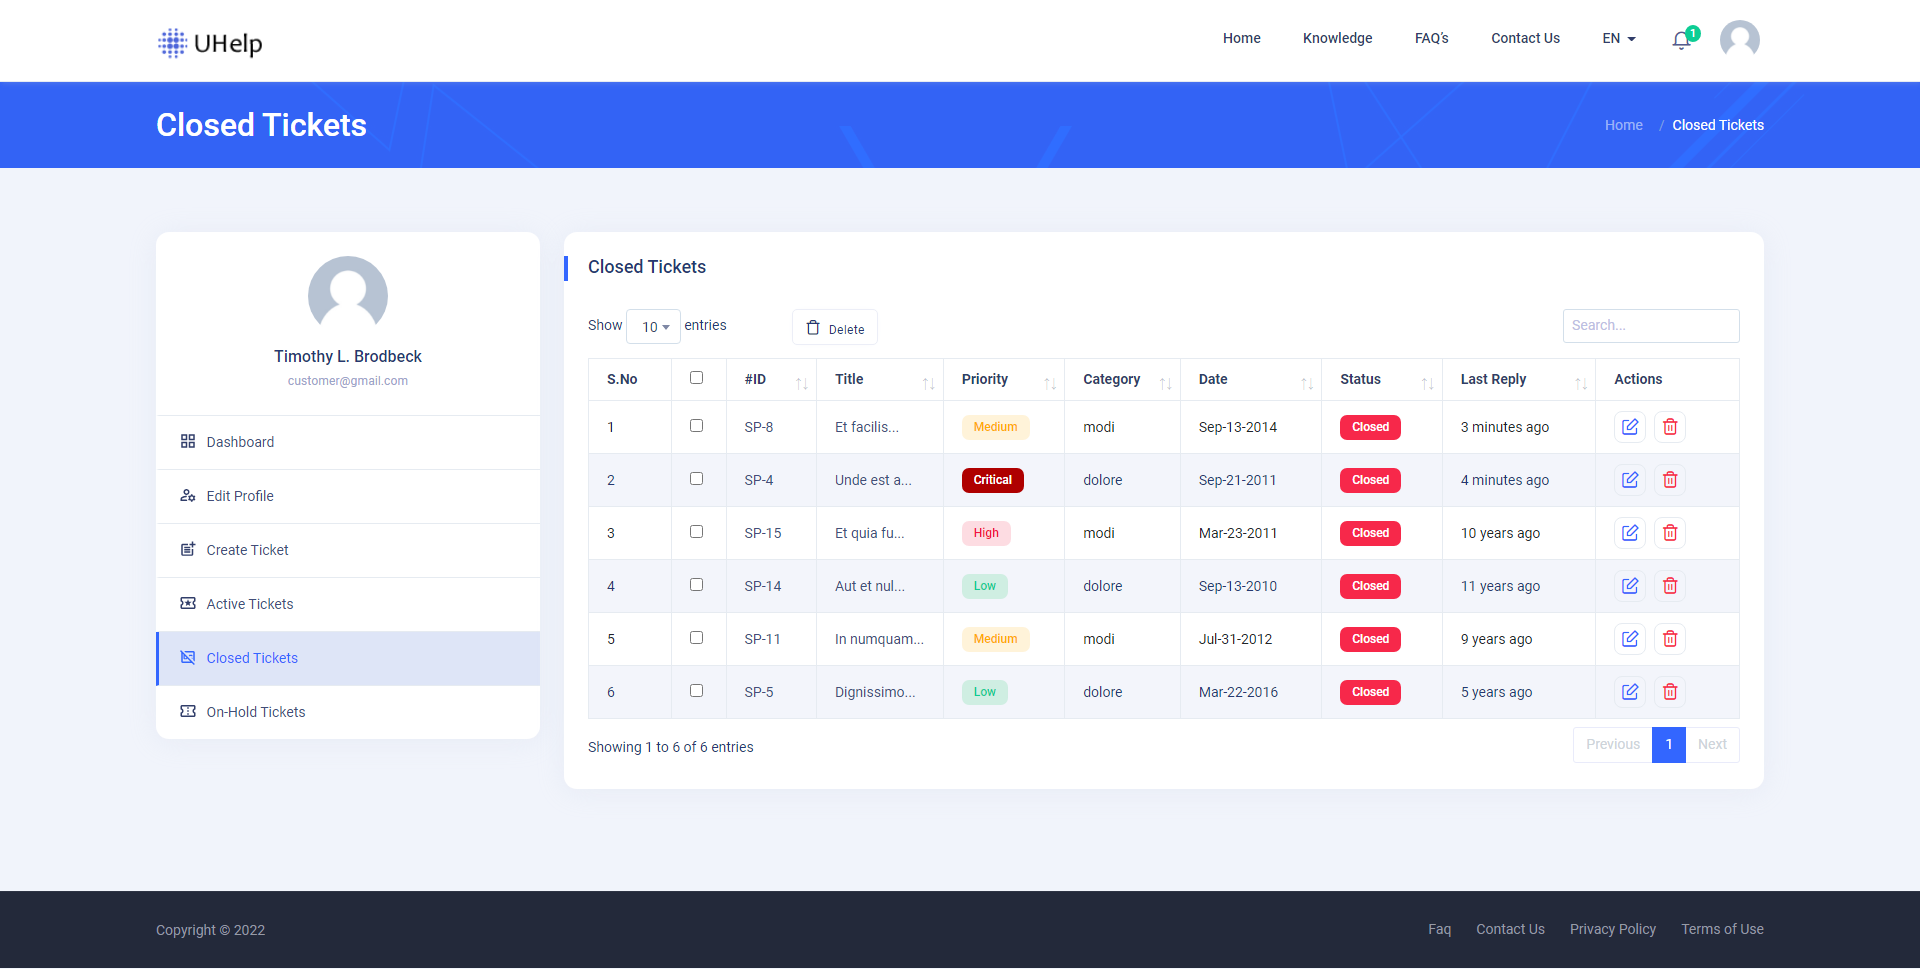 UHelp
Home Knowledge FAQ's Contact Us EN 1
Closed Tickets
Home / Closed Tickets
Timothy L. Brodbeck
customer@gmail.com
Dashboard
Edit Profile
Create Ticket
Active Tickets
Closed Tickets
On-Hold Tickets
Closed Tickets
Show 10 entries Delete Search...
S.No #ID Title Priority Category Date Status Last Reply Actions
1 SP-8 Et facilis... Medium modi Sep-13-2014 Closed 3 minutes ago
2 SP-4 Unde est a... Critical dolore Sep-21-2011 Closed 4 minutes ago
3 SP-15 Et quia fu... High modi Mar-23-2011 Closed 10 years ago
4 SP-14 Aut et nul... Low dolore Sep-13-2010 Closed 11 years ago
5 SP-11 In numquam... Medium modi Jul-31-2012 Closed 9 years ago
6 SP-5 Dignissimo... Low dolore Mar-22-2016 Closed 5 years ago
Showing 1 to 6 of 6 entries Previous 1 Next
Copyright © 2022 Faq Contact Us Privacy Policy Terms of Use